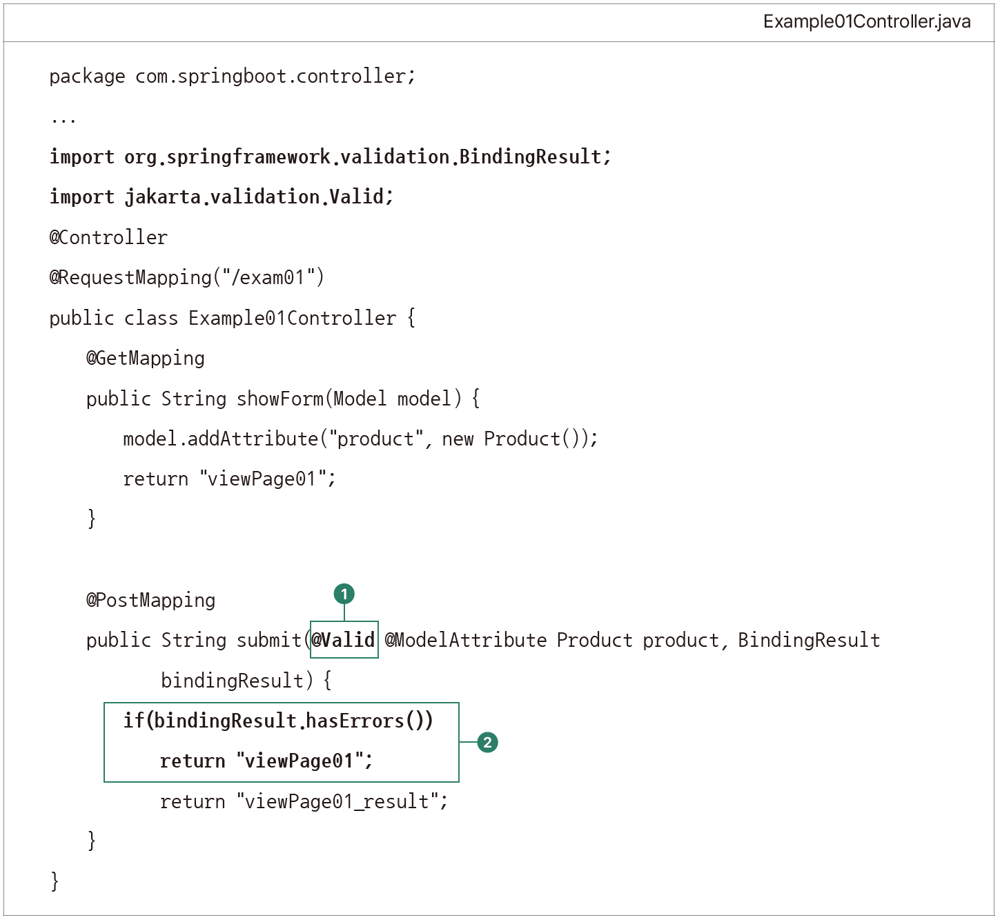 Example01Controller.java
package com.springboot.controller;
...
import org.springframework.validation.BindingResult;
import jakarta.validation.Valid;
@Controller
@RequestMapping("/exam01")
public class Example01Controller {
@GetMapping
public String showForm(Model model) {
model.addAttribute("product", new Product());
return "viewPage01";
}
@PostMapping
1
public String submit(@Valid @ModelAttribute Product product, BindingResult
bindingResult) {
if(bindingResult.hasErrors())
2
return "viewPage01";
return "viewPage01_result";
}
}